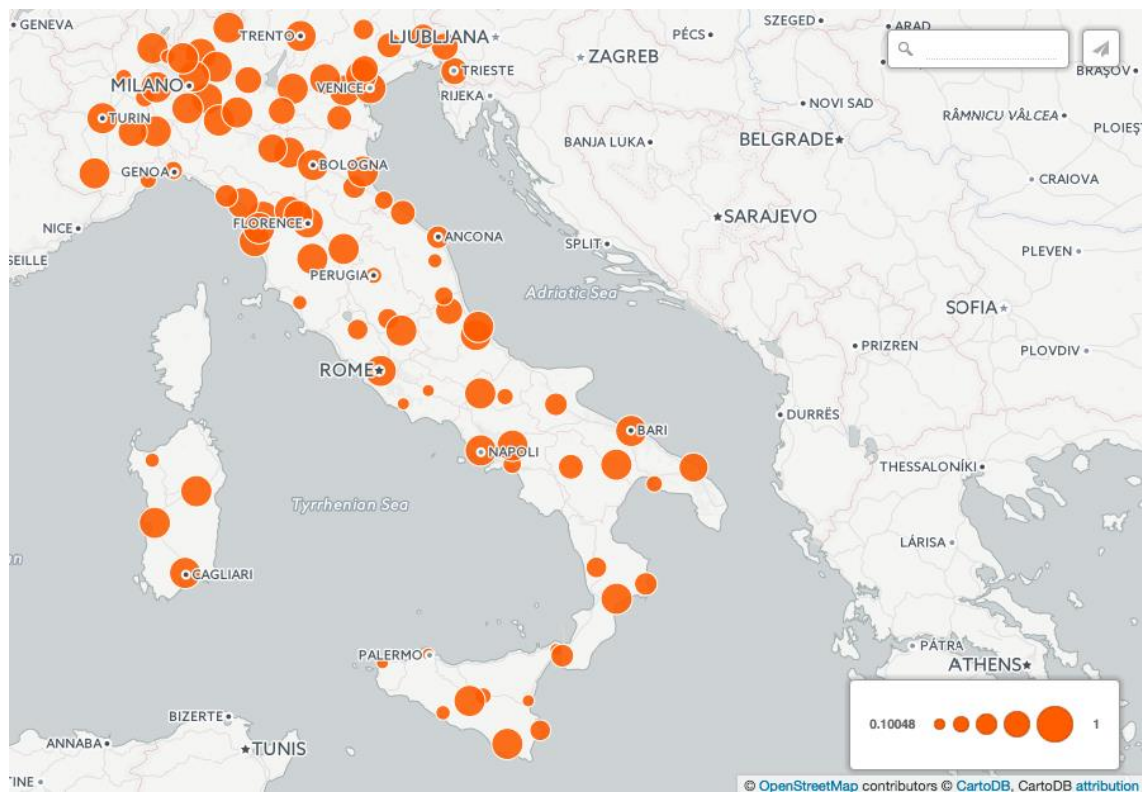 GENEVA
TRENTO
LJUBLJANA
ZAGREB
PÉCS
SZEGED
ARAD
BRAȘOV
MILANO
VENICE
TRIESTE
RIJEKA
NOVI SAD
RÂMNICU VÂLCEA
PLOIEȘ
TURIN
BANJA LUKA
BELGRADE
GENOA
BOLOGNA
CRAIOVA
NICE
FLORENCE
SARAJEVO
SEILLE
ANCONA
SPLIT
PLEVEN
PERUGIA
Adriatic Sea
SOFIA
PRIZREN
PLOVDIV
ROME
DURRËS
BARI
NAPOLI
THESSALONÍKI
Tyrrhenian Sea
LÁRISA
CAGLIARI
PALERMO
PÁTRA
ATHENS
BIZERTE
0.10048
1
ANNABA
TUNIS
TINE
© OpenStreetMap contributors © CartoDB, CartoDB attribution